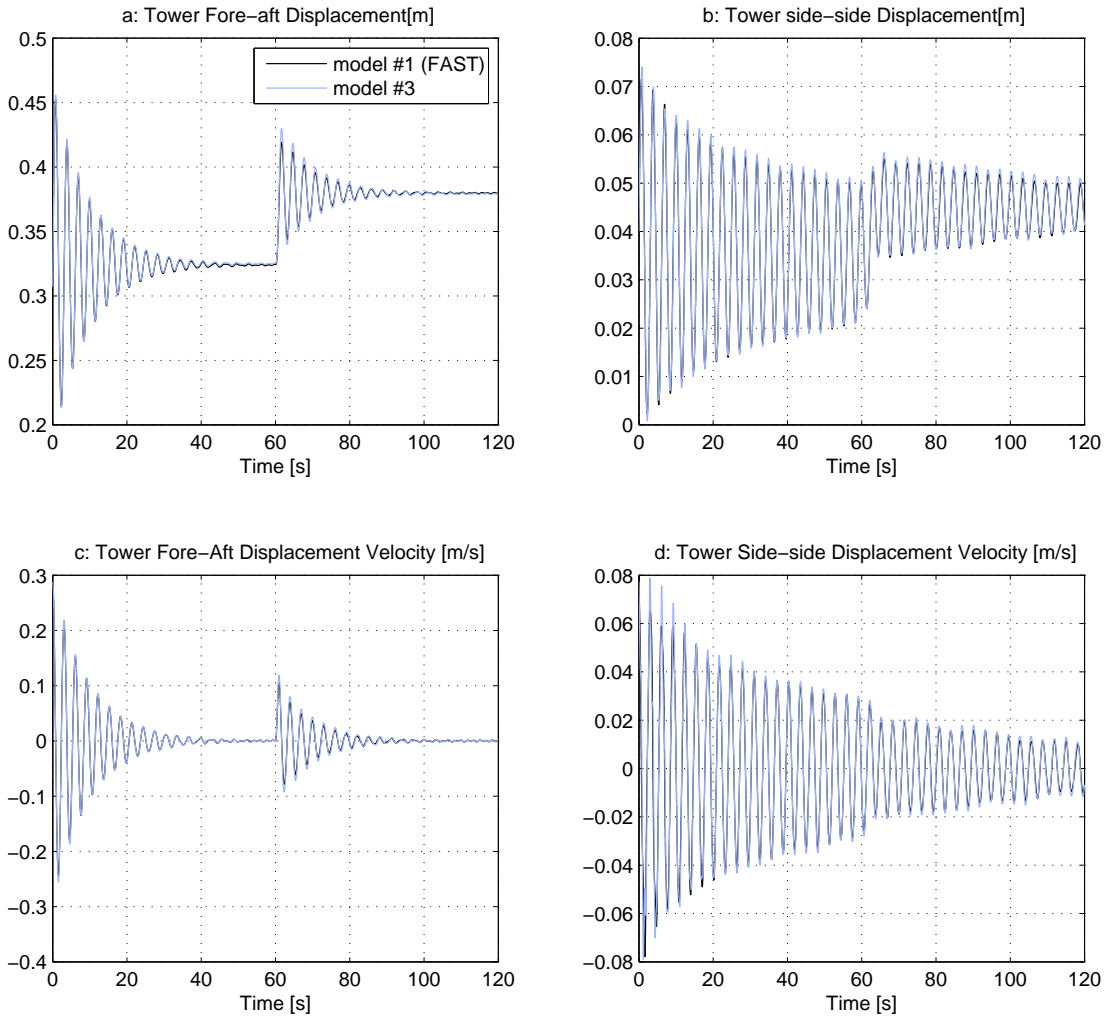 a: Tower Fore−aft Displacement[m]
0.5
0.45
0.4
0.35
0.3
0.25
0.2
0 20 40 60 80 100 120
Time [s]
model #1 (FAST)
model #3
b: Tower side−side Displacement[m]
0.08
0.07
0.06
0.05
0.04
0.03
0.02
0.01
0
0 20 40 60 80 100 120
Time [s]
c: Tower Fore−Aft Displacement Velocity [m/s]
0.3
0.2
0.1
0
−0.1
−0.2
−0.3
−0.4
0 20 40 60 80 100 120
Time [s]
d: Tower Side−side Displacement Velocity [m/s]
0.08
0.06
0.04
0.02
0
−0.02
−0.04
−0.06
−0.08
0 20 40 60 80 100 120
Time [s]